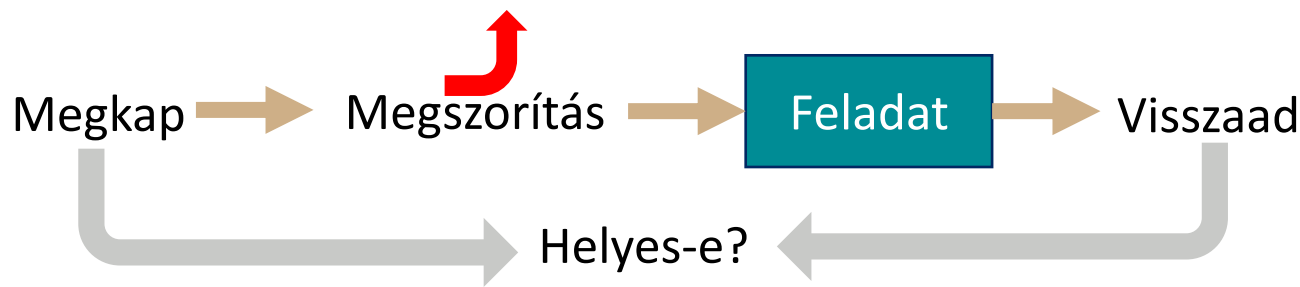 Megkap
Megszorítás
Feladat
Visszaad
Helyes-e?